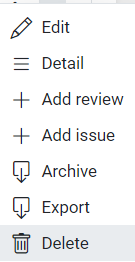 Edit
Detail
Add review
Add issue
Archive
Export
Delete